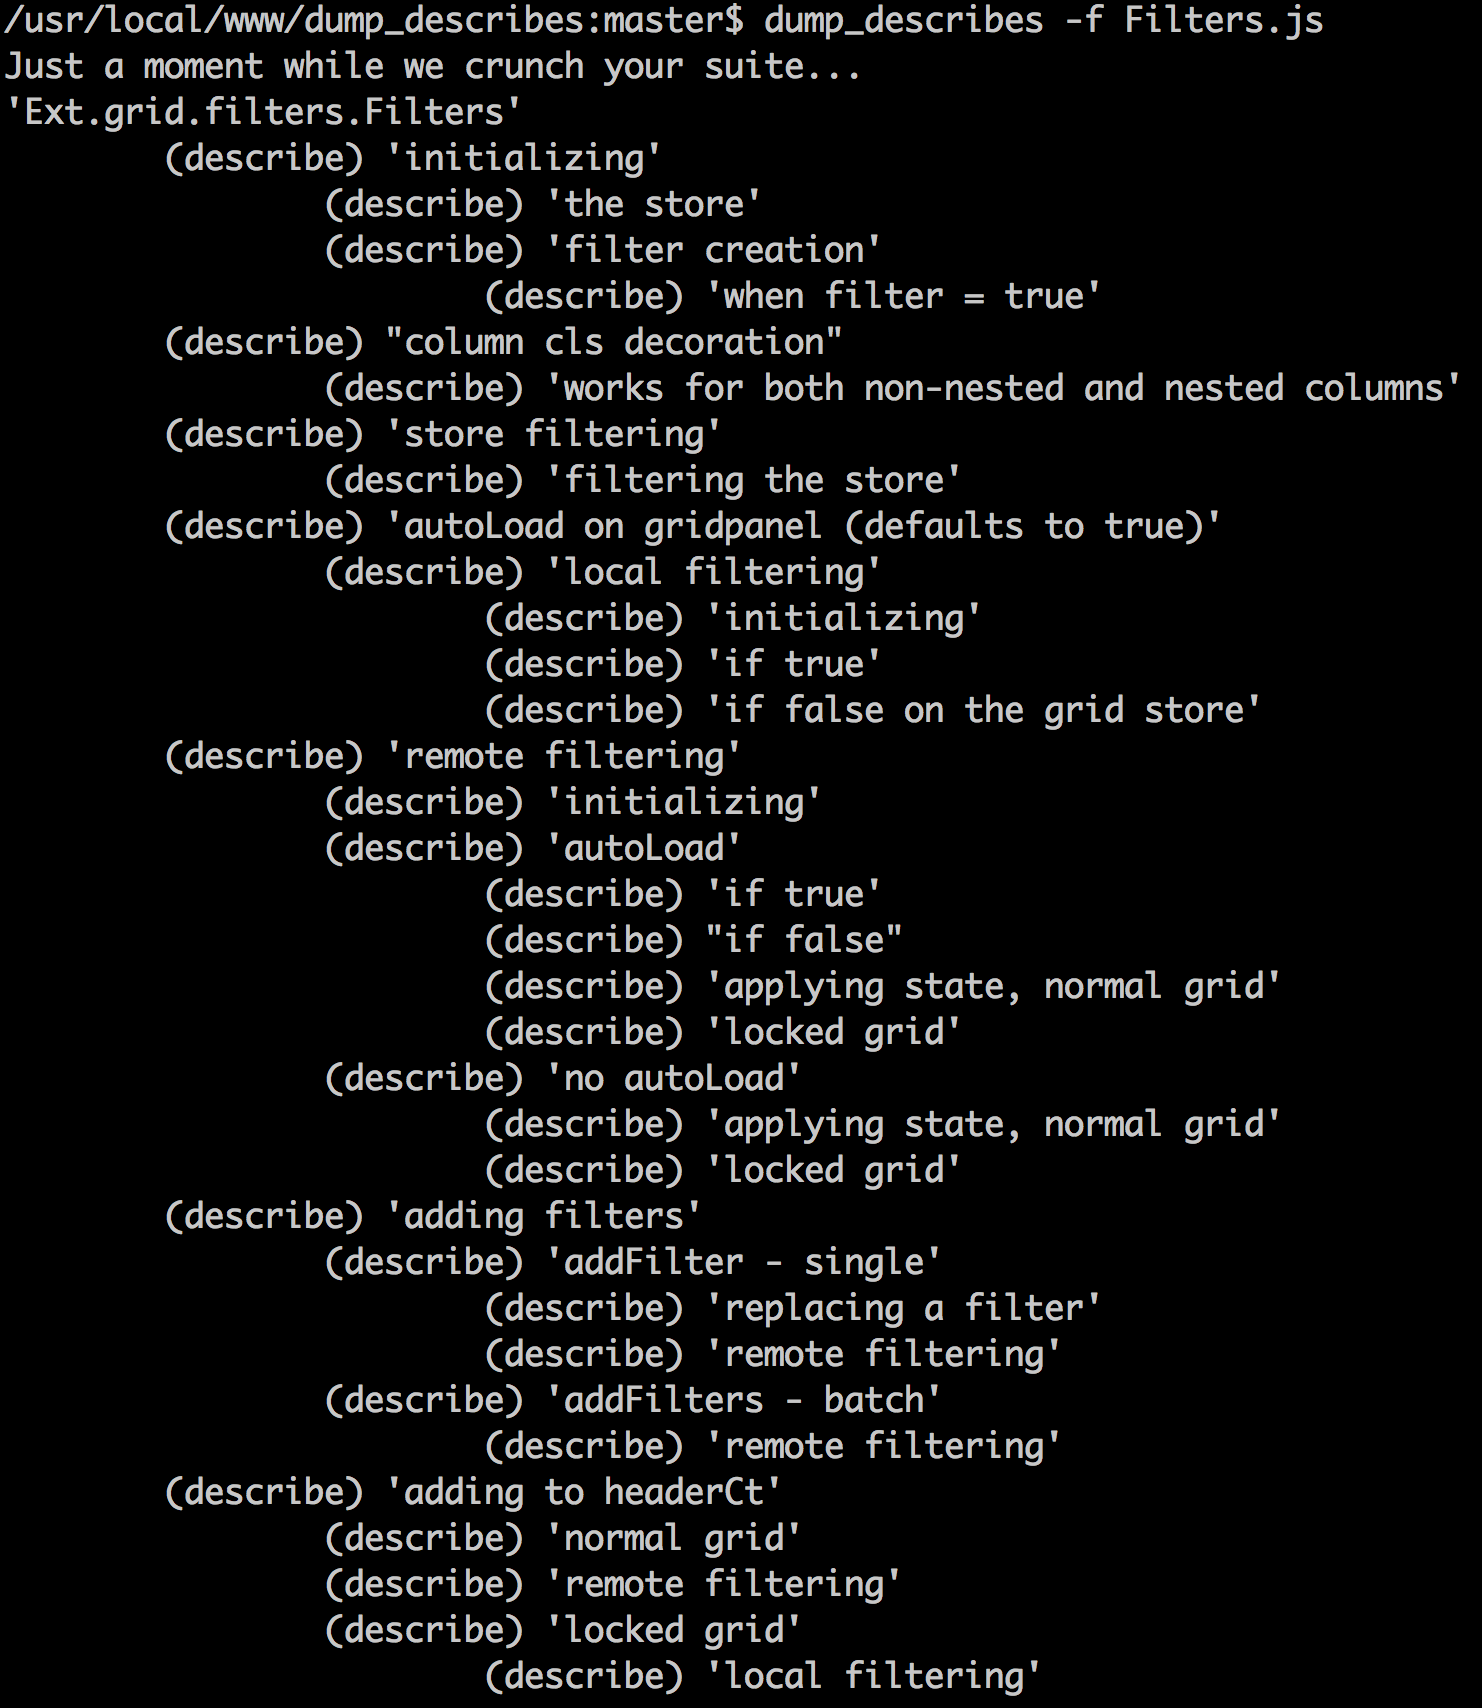 /usr/local/www/dump_describes:master$ dump_describes -f Filters.js
Just a moment while we crunch your suite...
'Ext.grid.filters.Filters'
        (describe) 'initializing'
                (describe) 'the store'
                (describe) 'filter creation'
                        (describe) 'when filter = true'
        (describe) "column cls decoration"
                (describe) 'works for both non-nested and nested columns'
        (describe) 'store filtering'
                (describe) 'filtering the store'
        (describe) 'autoLoad on gridpanel (defaults to true)'
                (describe) 'local filtering'
                        (describe) 'initializing'
                        (describe) 'if true'
                        (describe) 'if false on the grid store'
        (describe) 'remote filtering'
                (describe) 'initializing'
                (describe) 'autoLoad'
                        (describe) 'if true'
                        (describe) "if false"
                        (describe) 'applying state, normal grid'
                        (describe) 'locked grid'
                (describe) 'no autoLoad'
                        (describe) 'applying state, normal grid'
                        (describe) 'locked grid'
        (describe) 'adding filters'
                (describe) 'addFilter - single'
                        (describe) 'replacing a filter'
                        (describe) 'remote filtering'
                (describe) 'addFilters - batch'
                        (describe) 'remote filtering'
        (describe) 'adding to headerCt'
                (describe) 'normal grid'
                (describe) 'remote filtering'
                (describe) 'locked grid'
                        (describe) 'local filtering'